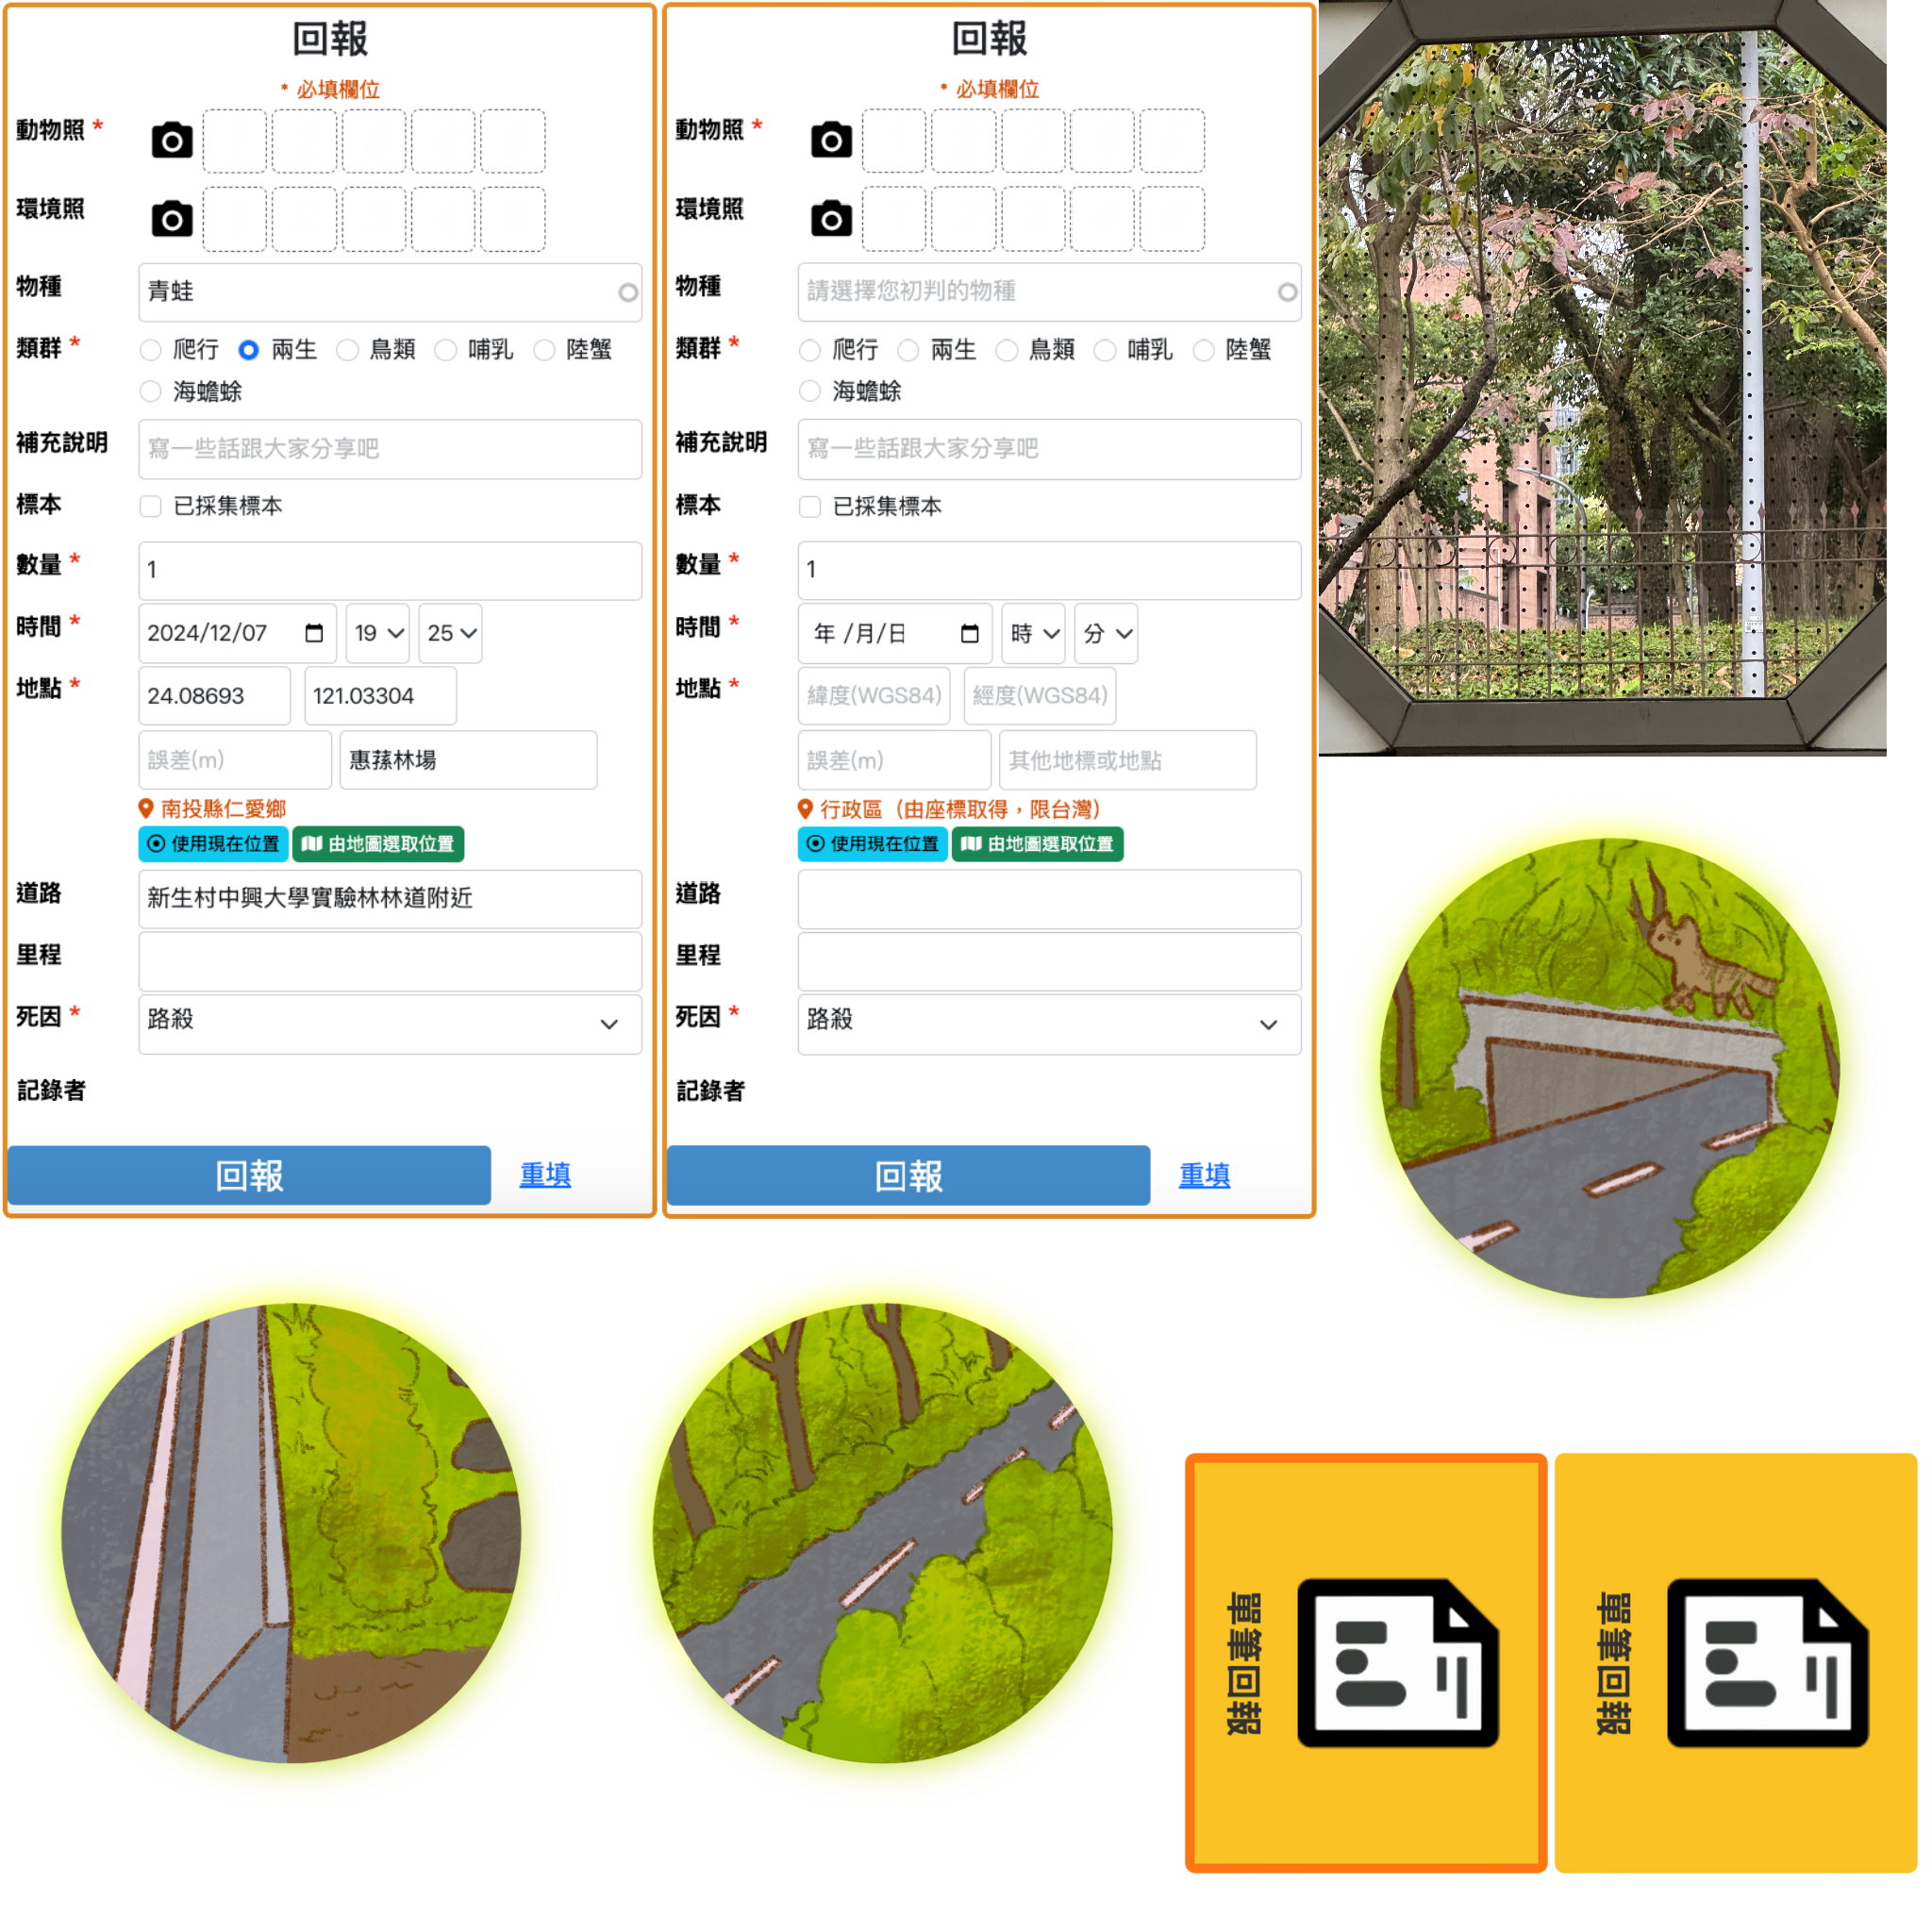 回報
* 必填欄位
動物照 *
環境照
物種 青蛙
類群 * 爬行 兩生 鳥類 哺乳 陸蟹
海蟾蜍
補充說明 寫一些話跟大家分享吧
標本 已採集標本
數量 * 1
時間 * 2024/12/07 19 25
地點 * 24.08693 121.03304
誤差(m) 惠蓀林場
南投縣仁愛鄉
使用現在位置 由地圖選取位置
道路 新生村中興大學實驗林林道附近
里程
死因 * 路殺
記錄者
回報 重填
回報
* 必填欄位
動物照 *
環境照
物種 請選擇您初判的物種
類群 * 爬行 兩生 鳥類 哺乳 陸蟹
海蟾蜍
補充說明 寫一些話跟大家分享吧
標本 已採集標本
數量 * 1
時間 * 年 /月/日 時 分
地點 * 緯度(WGS84) 經度(WGS84)
誤差(m) 其他地標或地點
行政區（由座標取得，限台灣）
使用現在位置 由地圖選取位置
道路
里程
死因 * 路殺
記錄者
回報 重填
單筆回報
單筆回報